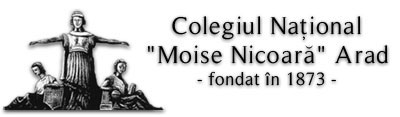 Colegiul Național
"Moise Nicoară" Arad
- fondat în 1873 -